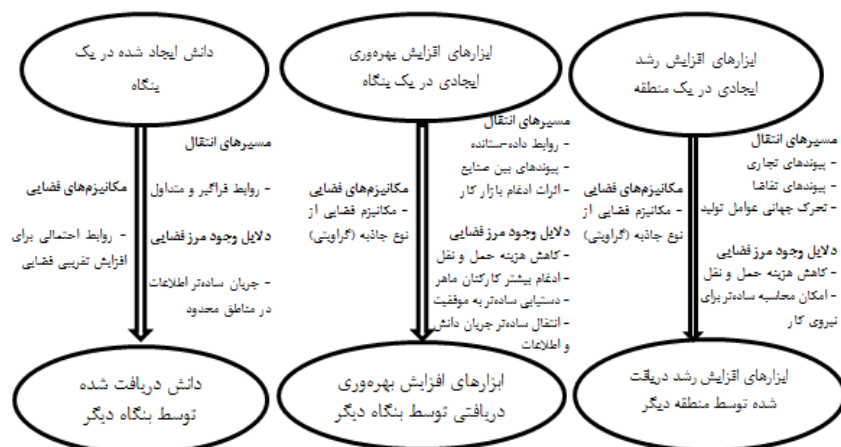 ابزارهای افزایش رشد
ایجادی در یک منطقه
مسیرهای انتقال
- پیوندهای تجاری
- پیوندهای تقاضا
- تحرک جهانی عوامل تولید
مکانیزم‌های فضایی
- مکانیزم فضایی از
نوع جاذبه (گراویتی)
دلایل وجود مرز فضایی
- کاهش هزینه حمل و نقل
- امکان محاسبه ساده‌تر برای
نیروی کار
ابزارهای افزایش رشد دریافت
شده توسط منطقه دیگر
ابزارهای افزایش بهره‌وری
ایجادی در یک بنگاه
مسیرهای انتقال
- روابط داده-ستانده
- پیوندهای بین صنایع
- اثرات ادغام بازار کار
مکانیزم‌های فضایی
- مکانیزم فضایی از
نوع جاذبه (گراویتی)
دلایل وجود مرز فضایی
- کاهش هزینه حمل و نقل
- ادغام بیشتر کارکنان ماهر
- دستیابی ساده‌تر به موفقیت
- انتقال ساده‌تر جریان دانش
و اطلاعات
ابزارهای افزایش بهره‌وری
دریافتی توسط بنگاه دیگر
دانش ایجاد شده در یک
بنگاه
مسیرهای انتقال
- روابط فراگیر و متداول
مکانیزم‌های فضایی
- روابط احتمالی برای
افزایش تقریبی فضایی
دلایل وجود مرز فضایی
- جریان ساده‌تر اطلاعات
در مناطق محدود
دانش دریافت شده
توسط بنگاه دیگر